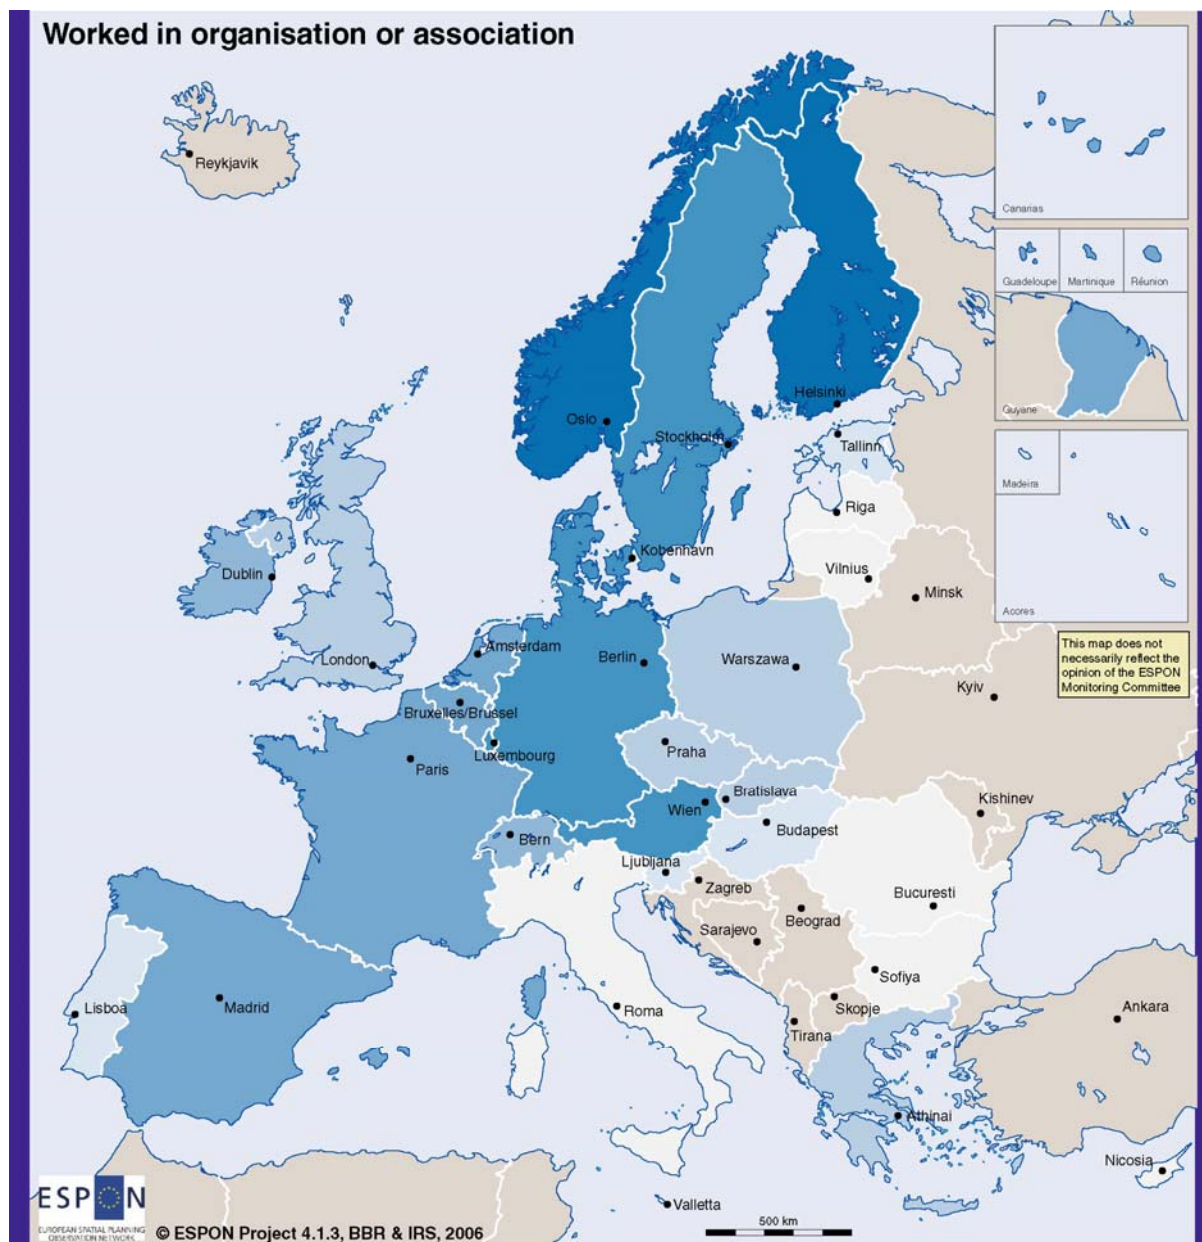 Worked in organisation or association
Reykjavik
Canarias
Guadeloupe
Martinique
Réunion
Guyane
Helsinki
Oslo
Stockholm
Tallinn
Madeira
Riga
Kobenhavn
Dublin
Vilnius
Minsk
Acores
This map does not
necessarily reflect the
opinion of the ESPON
Monitoring Committee
London
Amsterdam
Berlin
Warszawa
Kyiv
Bruxelles/Brussel
Luxembourg
Praha
Paris
Bratislava
Kishinev
Wien
Bern
Budapest
Ljubljana
Zagreb
Bucuresti
Beograd
Sarajevo
Sofiya
Lisboa
Madrid
Roma
Skopje
Ankara
Tirana
Athinai
Nicosia
Valletta
ESPON
EUROPEAN SPATIAL PLANNING
OBSERVATION NETWORK
© ESPON Project 4.1.3, BBR & IRS, 2006
500 km